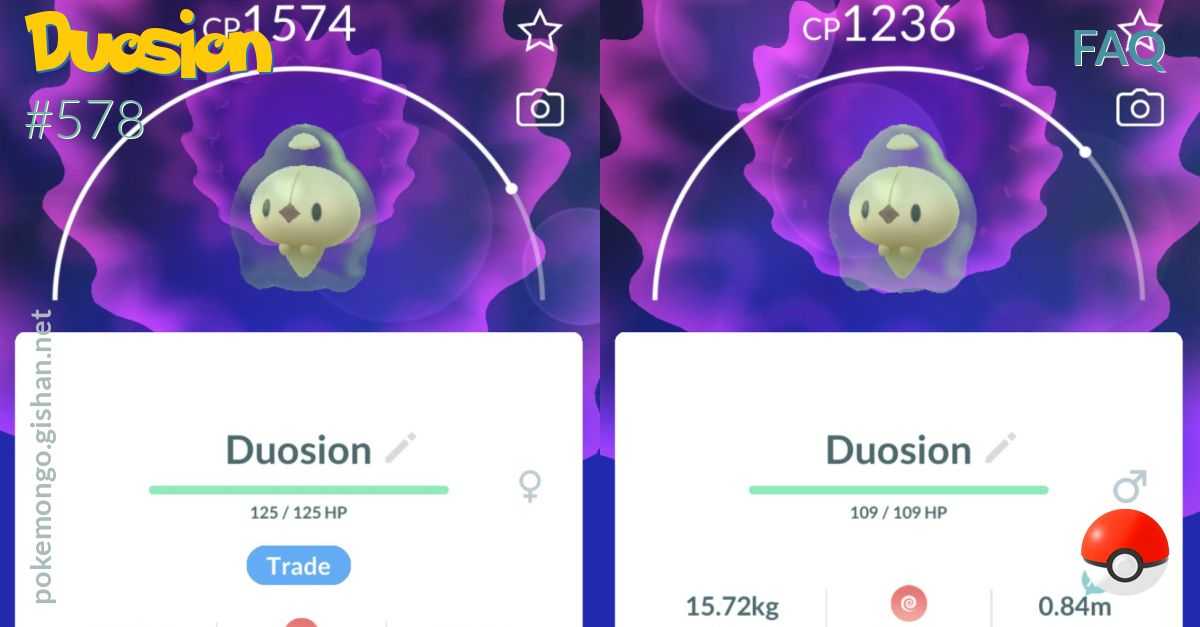 Duosion
#578
CP1574
Duosion
125 / 125 HP
Trade
pokemongo.gishan.net
CP1236
FAQ
Duosion
109 / 109 HP
15.72kg
0.84m